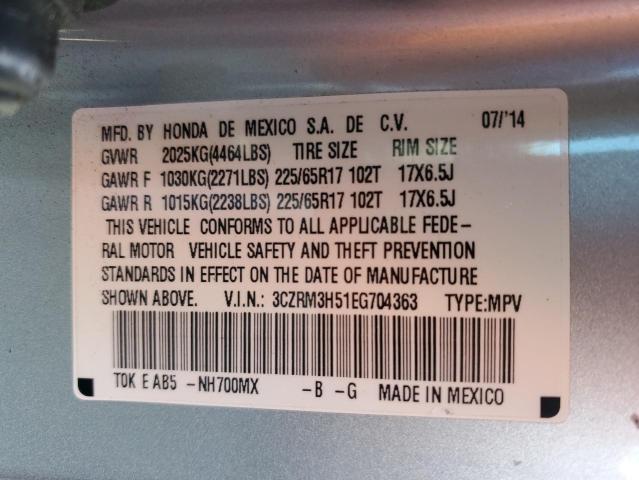 MFD. BY HONDA DE MEXICO S.A. DE C.V. 07/'14
GVWR 2025KG(4464LBS) TIRE SIZE RIM SIZE
GAWR F 1030KG(2271LBS) 225/65R17 102T 17X6.5J
GAWR R 1015KG(2238LBS) 225/65R17 102T 17X6.5J
THIS VEHICLE CONFORMS TO ALL APPLICABLE FEDE-
RAL MOTOR VEHICLE SAFETY AND THEFT PREVENTION
STANDARDS IN EFFECT ON THE DATE OF MANUFACTURE
SHOWN ABOVE. V.I.N.: 3CZRM3H51EG704363 TYPE:MPV
T0K E AB5 -NH700MX -B -G MADE IN MEXICO